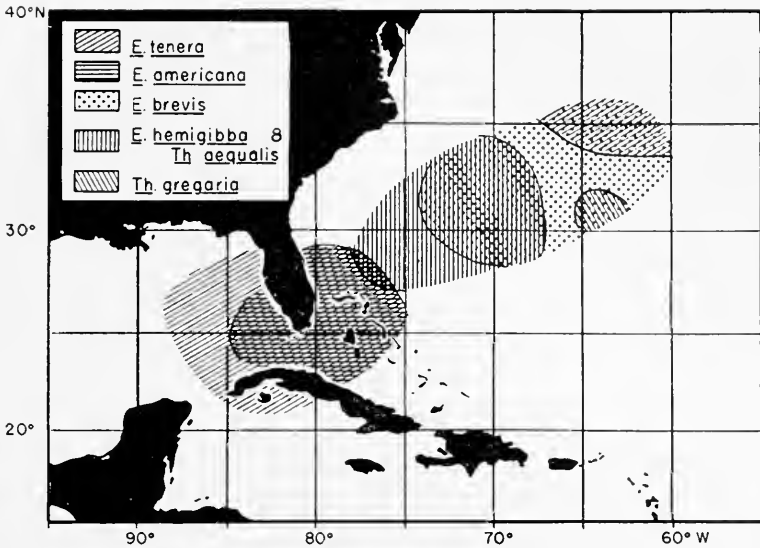 40°N
E. tenera
E. americana
E. brevis
E. hemigibba 8
Th aequalis
Th. gregaria
30°
20°
90°
80°
70°
60° W